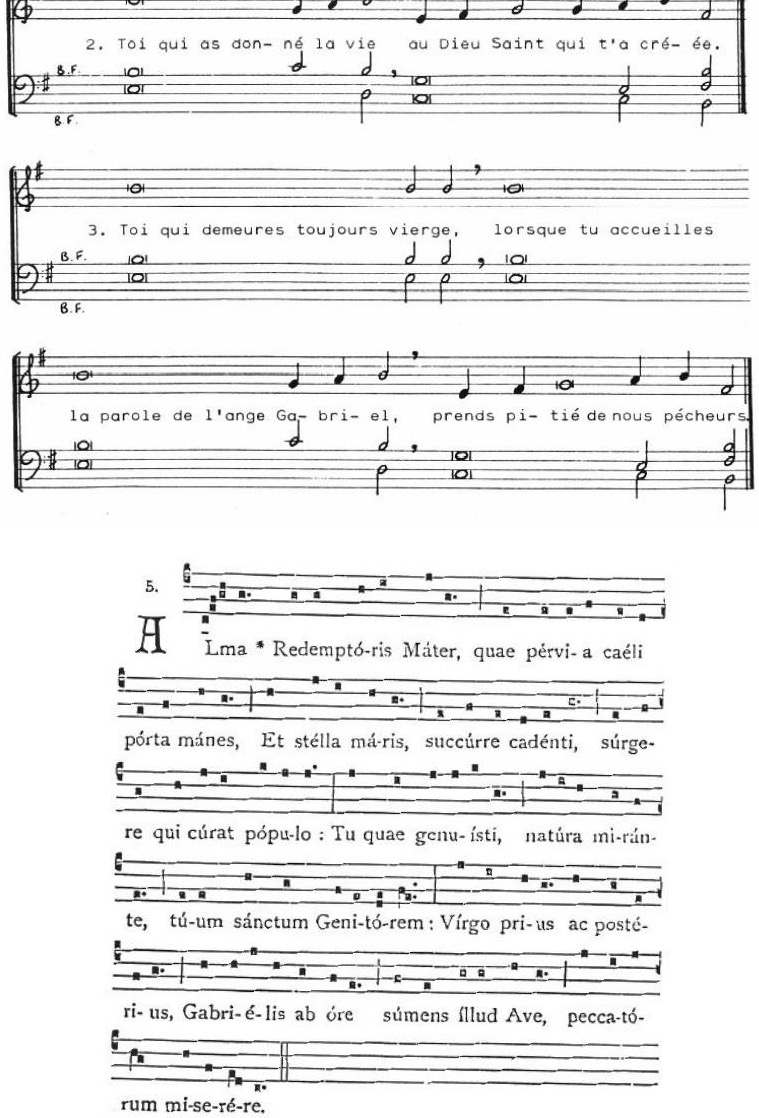 2. Toi qui as don- né la vie au Dieu Saint qui t'a cré- ée.
B.F.
B.F.
3. Toi qui demeures toujours vierge, lorsque tu accueilles
B.F.
B.F.
la parole de l'ange Ga- bri- el, prends pi- tié de nous pécheurs.
5.
ALma * Redemptó-ris Máter, quae pérvi- a caéli
pórta mánes, Et stélla má-ris, succúrre cadénti, súrge-
re qui cúrat pópu-lo : Tu quae genu-ísti, natúra mi-rán-
te, tú-um sánctum Geni-tó-rem : Vírgo pri-us ac posté-
ri- us, Gabri-é-lis ab óre súmens íllud Ave, pecca-tó-
rum mi-se-ré-re.